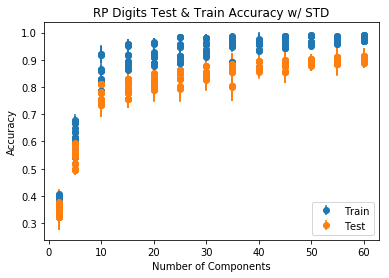 RP Digits Test & Train Accuracy w/ STD
1.0
0.9
0.8
0.7
0.6
0.5
0.4
0.3
Accuracy
0 10 20 30 40 50 60
Number of Components
Train
Test